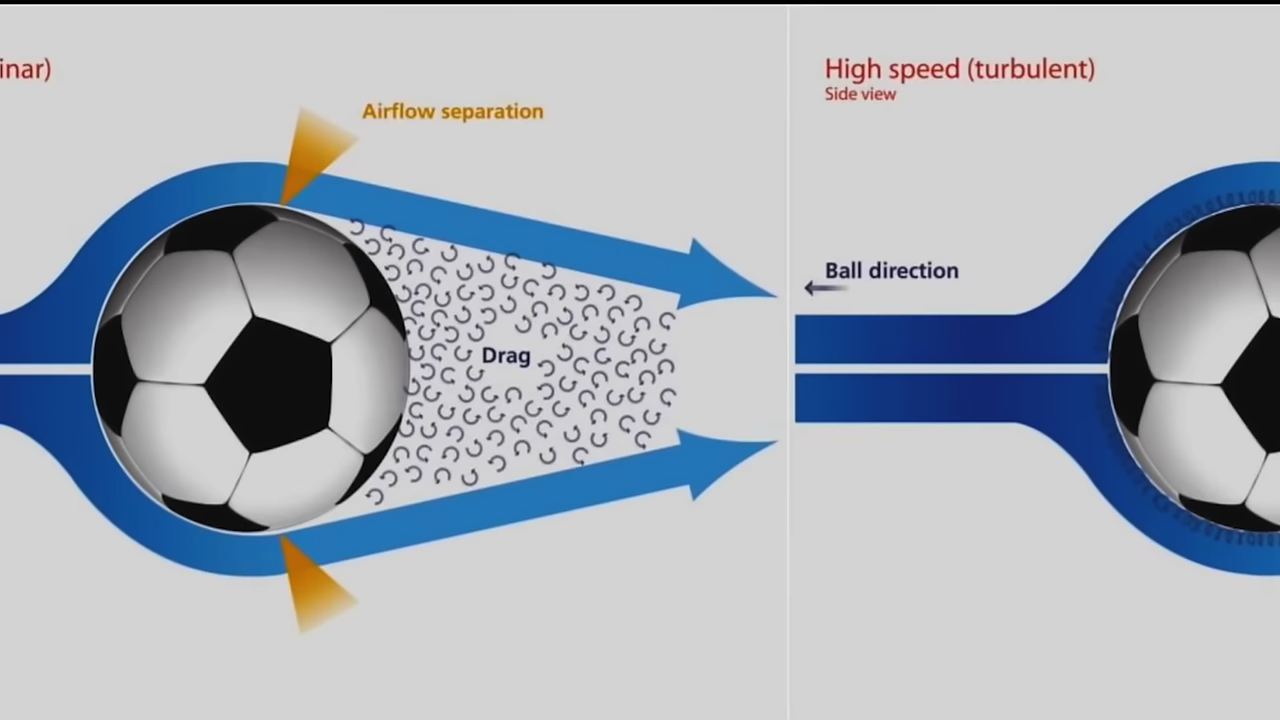 inar)
Airflow separation
Drag
High speed (turbulent)
Side view
Ball direction